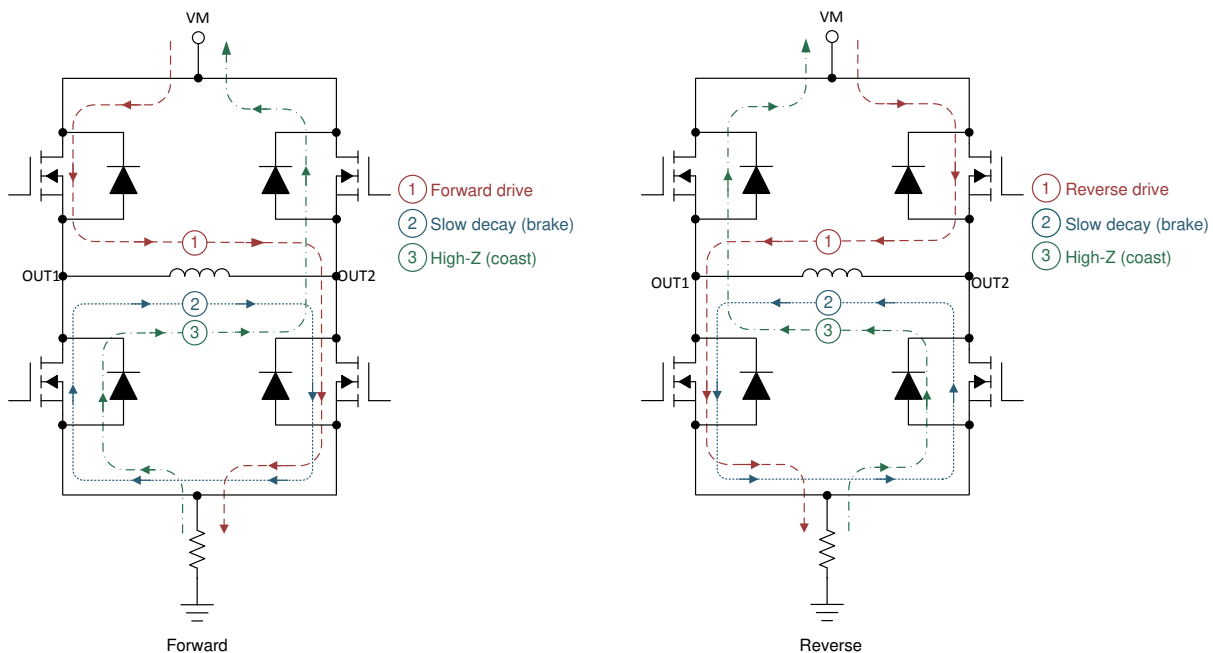 VM
1 Forward drive
2 Slow decay (brake)
3 High-Z (coast)
1
OUT1
OUT2
2
3
Forward
VM
1 Reverse drive
2 Slow decay (brake)
3 High-Z (coast)
1
OUT1
OUT2
2
3
Reverse